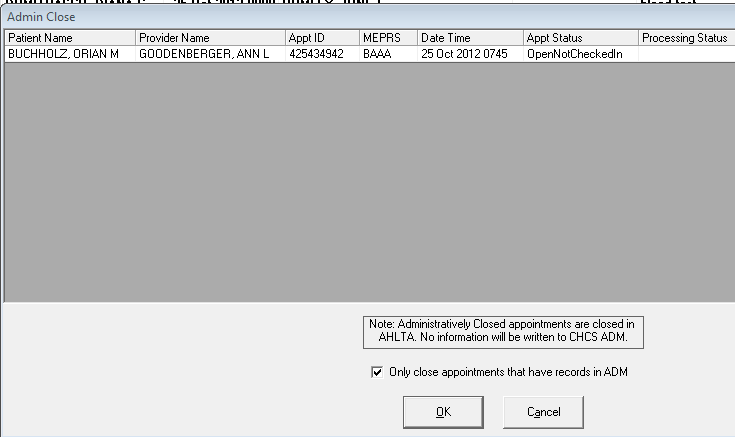 Admin Close
Patient Name Provider Name Appt ID MEPRS Date Time Appt Status Processing Status
BUCHHOLZ, ORIAN M GOODENBERGER, ANN L 425434942 BAAA 25 Oct 2012 0745 OpenNotCheckedIn
Note: Administratively Closed appointments are closed in
AHLTA. No information will be written to CHCS ADM.
Only close appointments that have records in ADM
OK Cancel